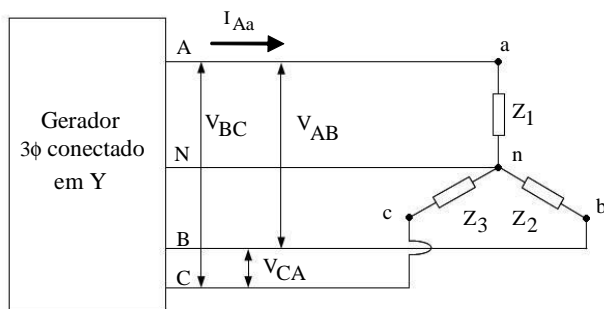 I_Aa
A
a
Gerador
3ϕ conectado
em Y
V_BC
V_AB
Z_1
N
n
c
Z_3
Z_2
b
B
V_CA
C